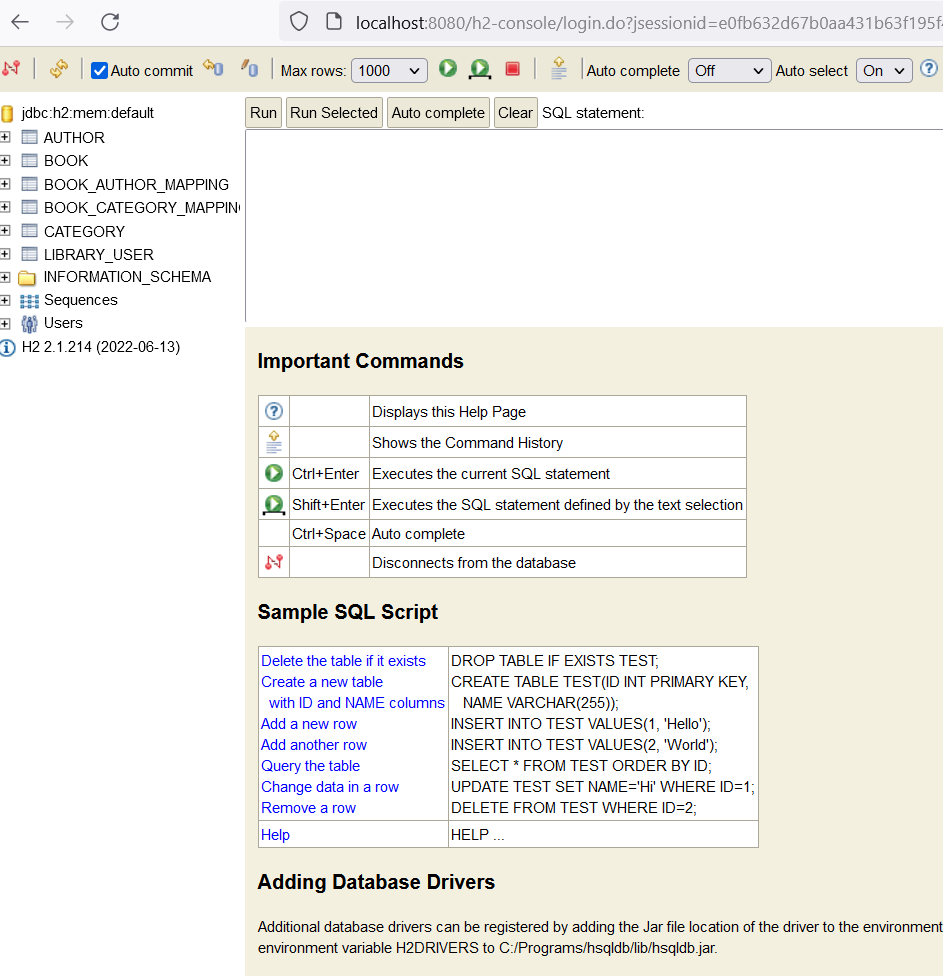 localhost:8080/h2-console/login.do?jsessionid=e0fb632d67b0aa431b63f195f
Auto commit Max rows: 1000 Auto complete Off Auto select On ?
jdbc:h2:mem:default
AUTHOR
BOOK
BOOK_AUTHOR_MAPPING
BOOK_CATEGORY_MAPPIN
CATEGORY
LIBRARY_USER
INFORMATION_SCHEMA
Sequences
Users
H2 2.1.214 (2022-06-13)
Run Run Selected Auto complete Clear SQL statement:
Important Commands
? Displays this Help Page
Shows the Command History
Ctrl+Enter Executes the current SQL statement
Shift+Enter Executes the SQL statement defined by the text selection
Ctrl+Space Auto complete
Disconnects from the database
Sample SQL Script
Delete the table if it exists DROP TABLE IF EXISTS TEST;
Create a new table CREATE TABLE TEST(ID INT PRIMARY KEY,
with ID and NAME columns NAME VARCHAR(255));
Add a new row INSERT INTO TEST VALUES(1, 'Hello');
Add another row INSERT INTO TEST VALUES(2, 'World');
Query the table SELECT * FROM TEST ORDER BY ID;
Change data in a row UPDATE TEST SET NAME='Hi' WHERE ID=1;
Remove a row DELETE FROM TEST WHERE ID=2;
Help HELP ...
Adding Database Drivers
Additional database drivers can be registered by adding the Jar file location of the driver to the environment
environment variable H2DRIVERS to C:/Programs/hsqldb/lib/hsqldb.jar.